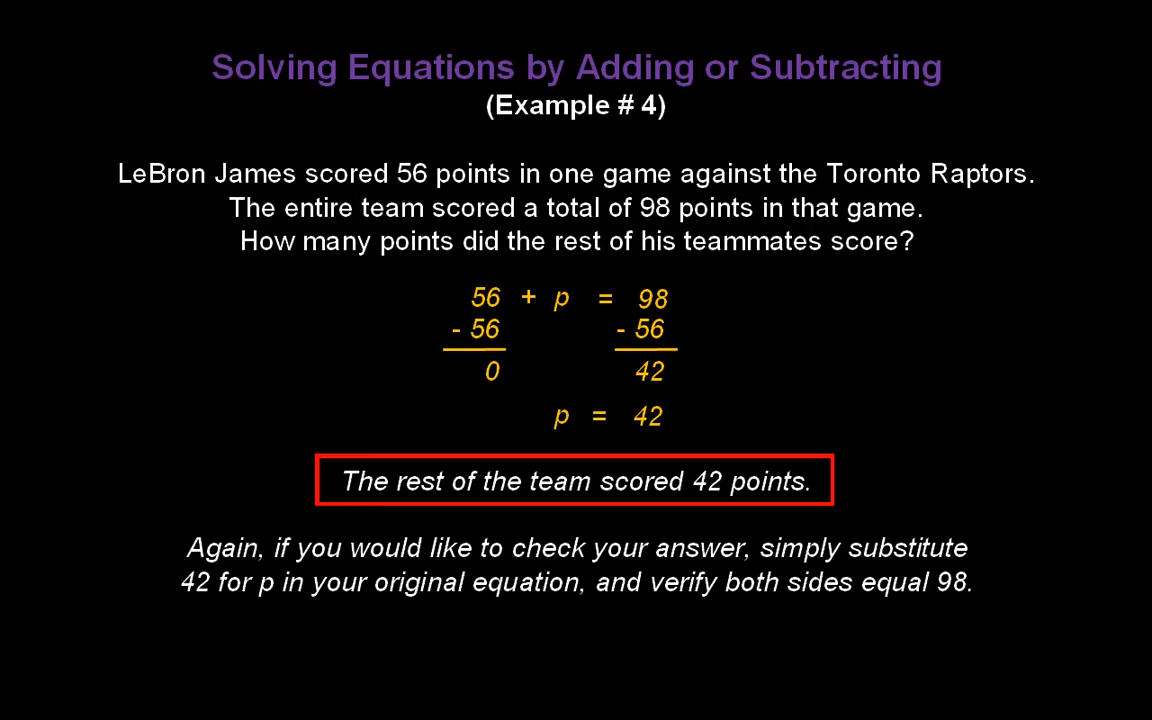 Solving Equations by Adding or Subtracting
(Example # 4)
LeBron James scored 56 points in one game against the Toronto Raptors.
The entire team scored a total of 98 points in that game.
How many points did the rest of his teammates score?
56 + p = 98
- 56 - 56
0 42
p = 42
The rest of the team scored 42 points.
Again, if you would like to check your answer, simply substitute
42 for p in your original equation, and verify both sides equal 98.